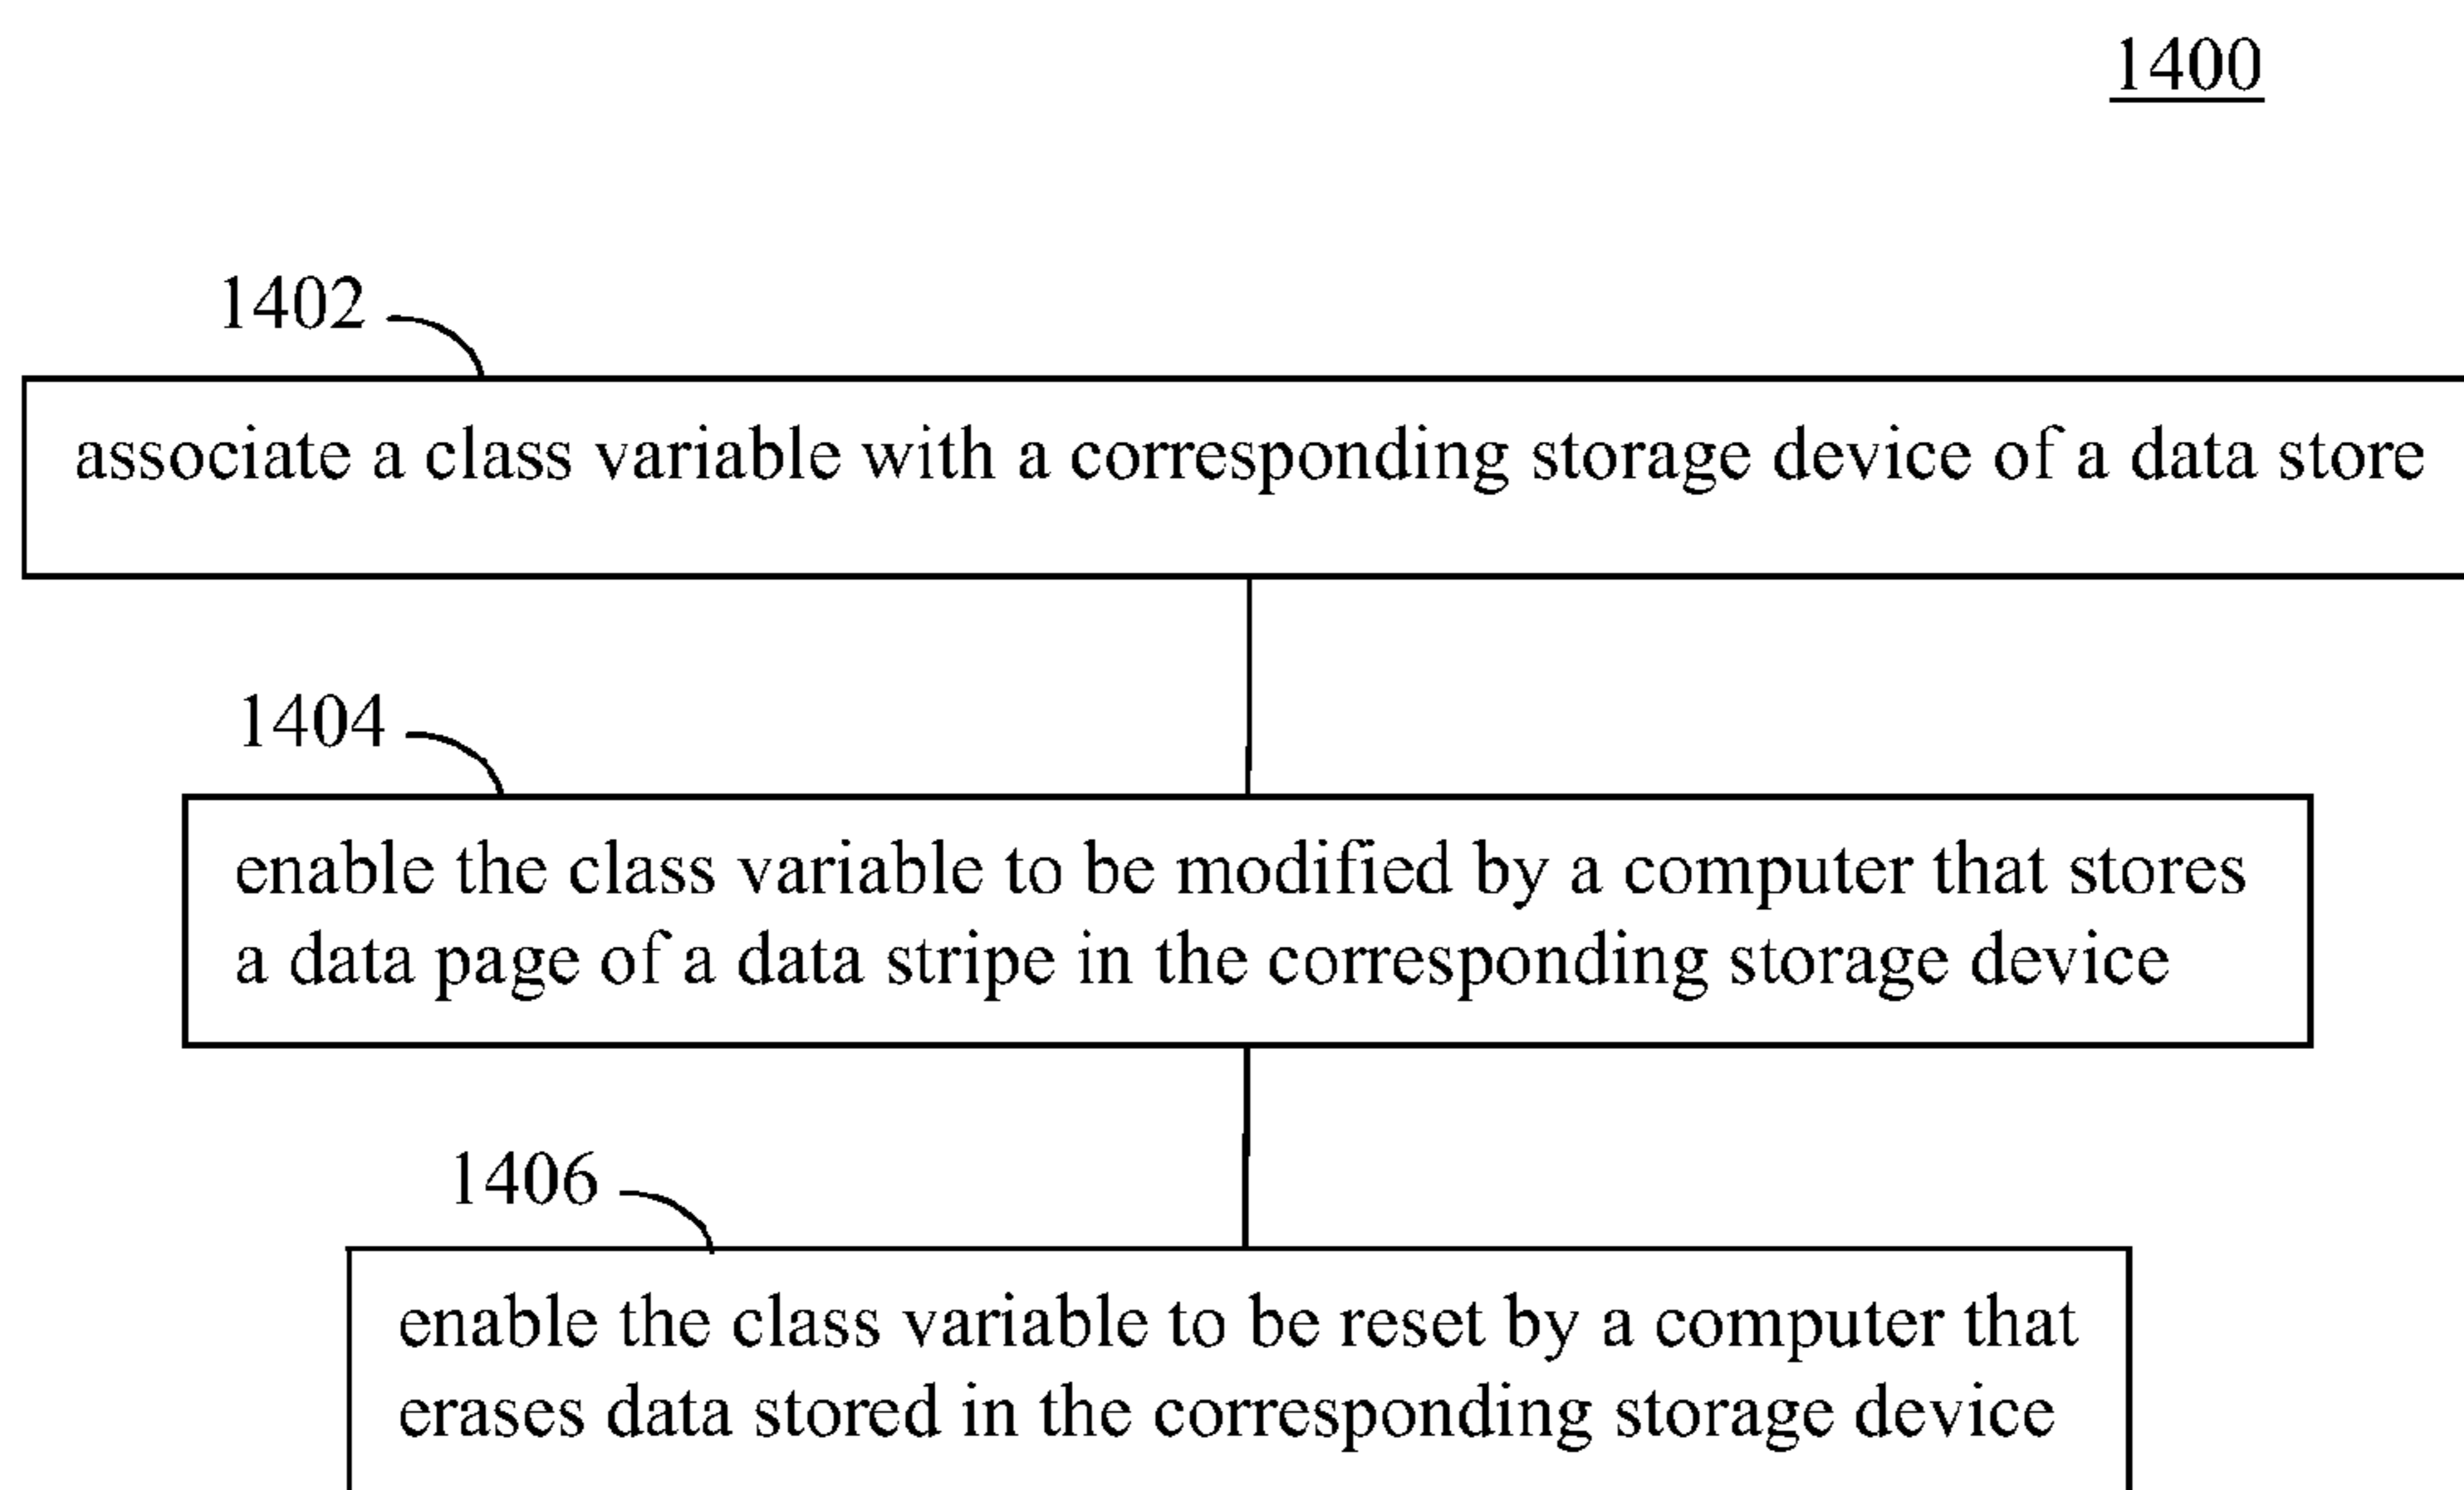 1400
1402
associate a class variable with a corresponding storage device of a data store
1404
enable the class variable to be modified by a computer that stores
a data page of a data stripe in the corresponding storage device
1406
enable the class variable to be reset by a computer that
erases data stored in the corresponding storage device